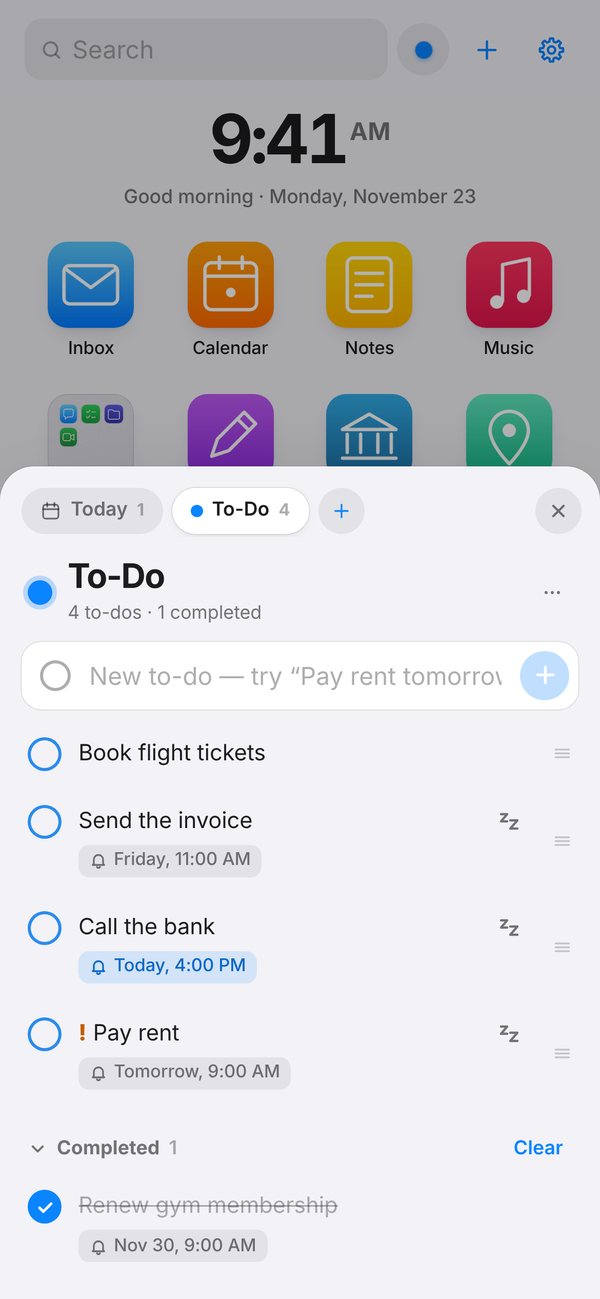 Search
9:41 AM
Good morning · Monday, November 23
Inbox Calendar Notes Music
Today 1 To-Do 4
To-Do
4 to-dos · 1 completed
New to-do — try “Pay rent tomorrow
Book flight tickets
Send the invoice
Friday, 11:00 AM
Call the bank
Today, 4:00 PM
! Pay rent
Tomorrow, 9:00 AM
Completed 1 Clear
Renew gym membership
Nov 30, 9:00 AM